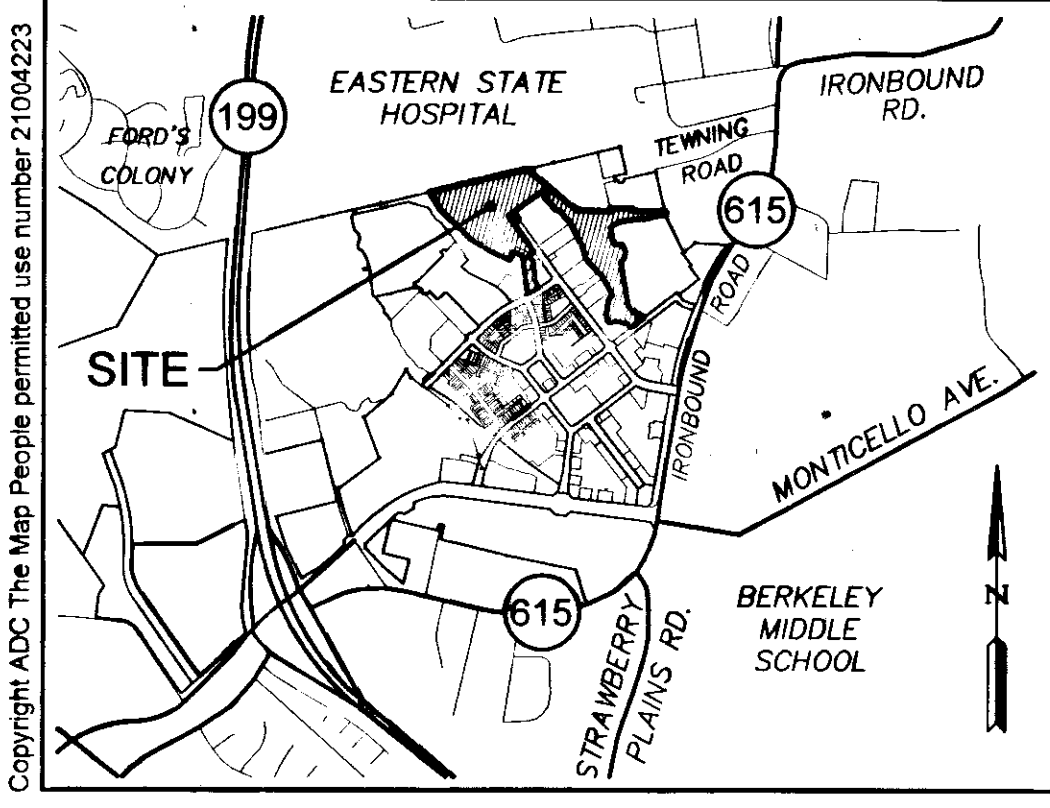 Copyright ADC The Map People permitted use number 21004223
199
EASTERN STATE
HOSPITAL
IRONBOUND
RD.
FORD'S
COLONY
TEWNING
ROAD
615
SITE
IRONBOUND
ROAD
MONTICELLO AVE.
N
615
STRAWBERRY
PLAINS RD.
BERKELEY
MIDDLE
SCHOOL